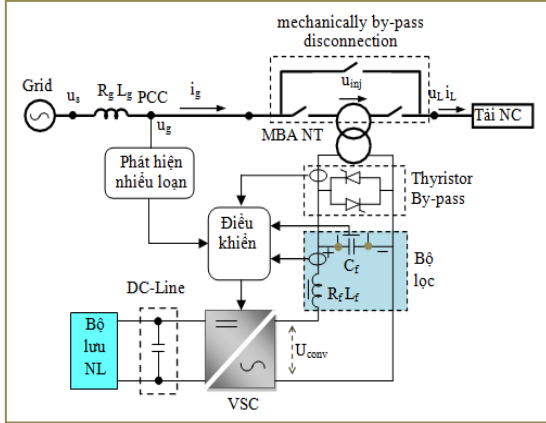 mechanically by-pass
disconnection
Grid
us
Rg Lg
PCC
ug
ig
uinj
uL iL
Tải NC
MBA NT
Phát hiện
nhiễu loạn
Thyristor
By-pass
Điều
khiển
+
−
Cf
Bộ
lọc
Rf Lf
DC-Line
Bộ
lưu
NL
Uconv
VSC